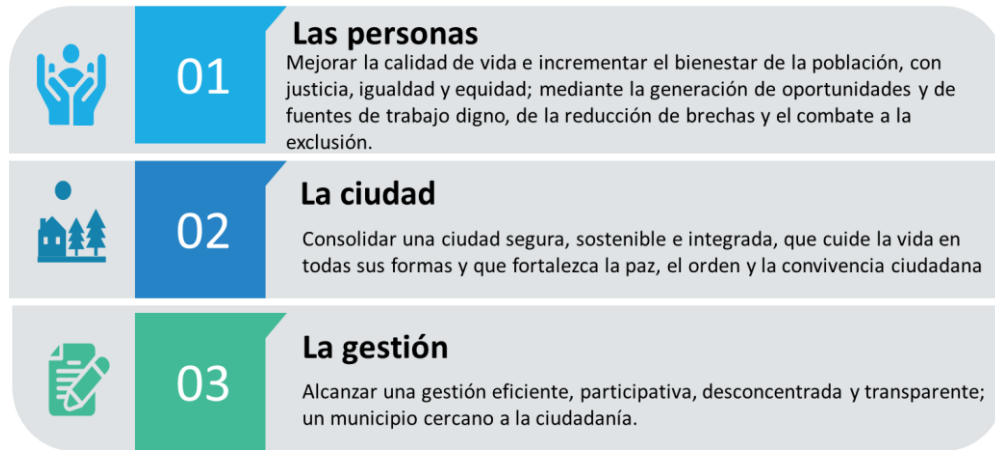 01
Las personas
Mejorar la calidad de vida e incrementar el bienestar de la población, con
justicia, igualdad y equidad; mediante la generación de oportunidades y de
fuentes de trabajo digno, de la reducción de brechas y el combate a la
exclusión.
02
La ciudad
Consolidar una ciudad segura, sostenible e integrada, que cuide la vida en
todas sus formas y que fortalezca la paz, el orden y la convivencia ciudadana
03
La gestión
Alcanzar una gestión eficiente, participativa, desconcentrada y transparente;
un municipio cercano a la ciudadanía.